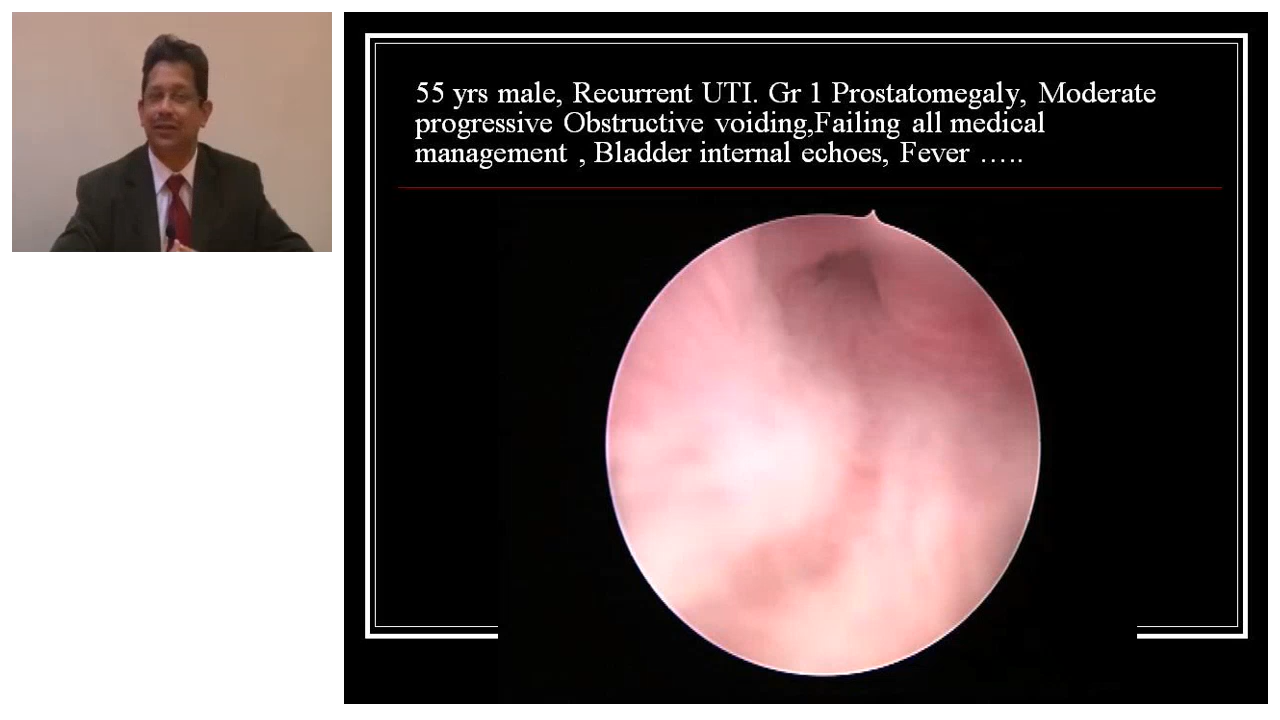 55 yrs male, Recurrent UTI. Gr 1 Prostatomegaly, Moderate
progressive Obstructive voiding,Failing all medical
management , Bladder internal echoes, Fever …..